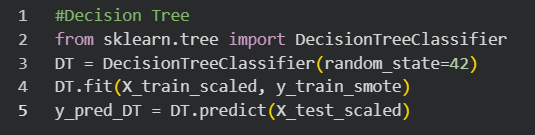 1 #Decision Tree
2 from sklearn.tree import DecisionTreeClassifier
3 DT = DecisionTreeClassifier(random_state=42)
4 DT.fit(X_train_scaled, y_train_smote)
5 y_pred_DT = DT.predict(X_test_scaled)